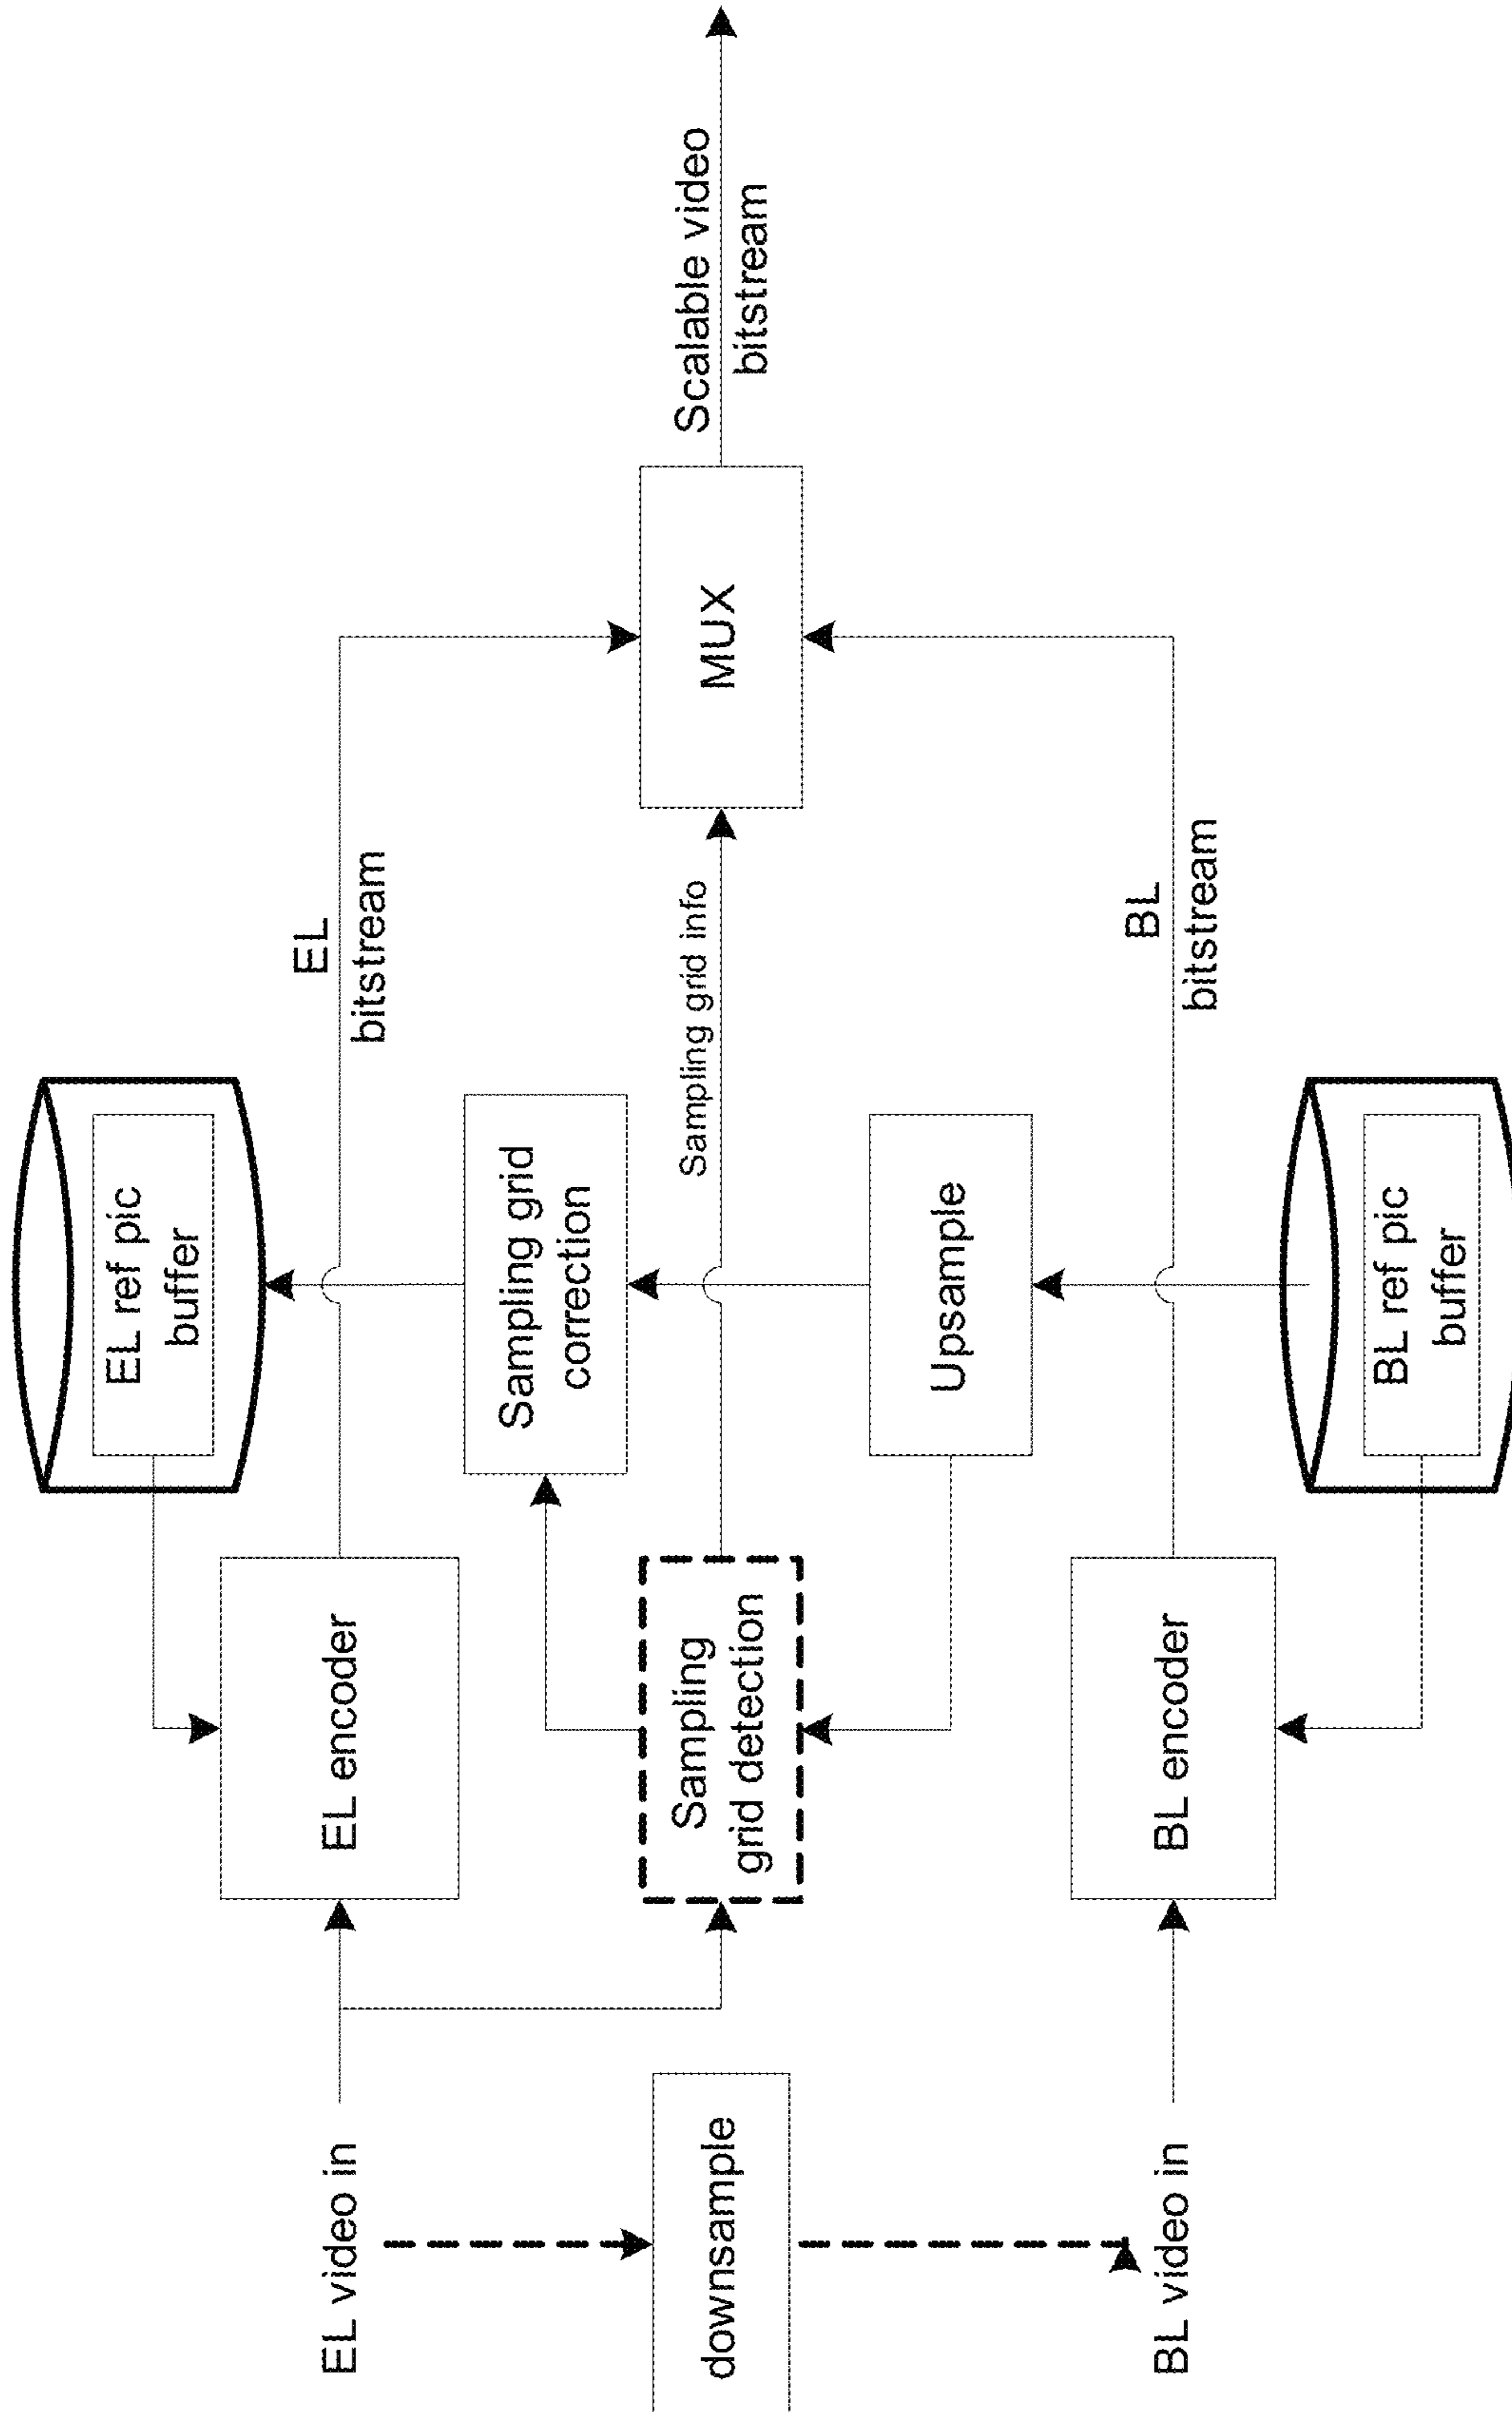 EL video in
downsample
BL video in
EL encoder
Sampling
grid detection
BL encoder
EL ref pic
buffer
Sampling grid
correction
Upsample
BL ref pic
buffer
EL
bitstream
Sampling grid info
BL
bitstream
MUX
Scalable video
bitstream